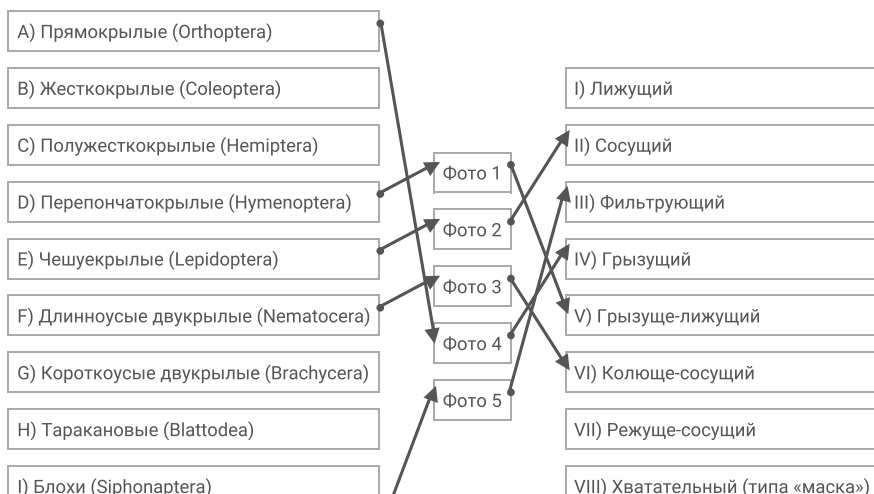 A) Прямокрылые (Orthoptera)
B) Жесткокрылые (Coleoptera)
C) Полужесткокрылые (Hemiptera)
D) Перепончатокрылые (Hymenoptera)
E) Чешуекрылые (Lepidoptera)
F) Длинноусые двукрылые (Nematocera)
G) Короткоусые двукрылые (Brachycera)
H) Таракановые (Blattodea)
I) Блохи (Siphonaptera)
Фото 1
Фото 2
Фото 3
Фото 4
Фото 5
I) Лижущий
II) Сосущий
III) Фильтрующий
IV) Грызущий
V) Грызуще-лижущий
VI) Колюще-сосущий
VII) Режуще-сосущий
VIII) Хватательный (типа «маска»)